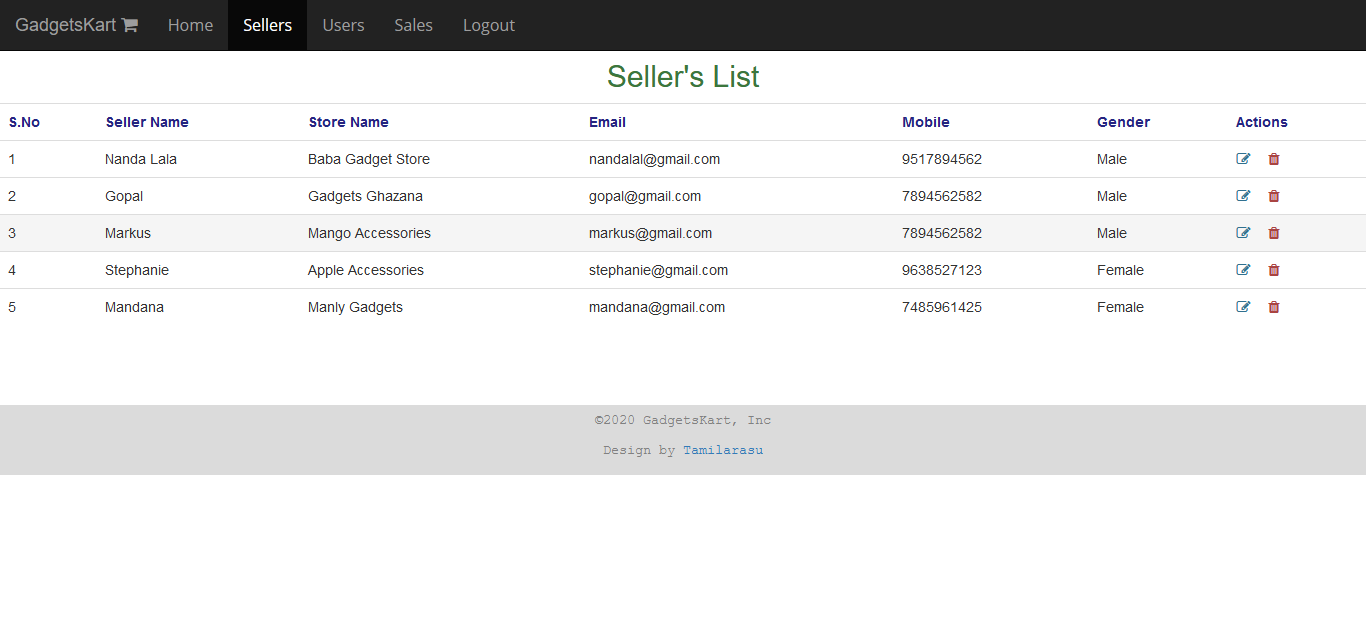 GadgetsKart Home Sellers Users Sales Logout
Seller's List
S.No Seller Name Store Name Email Mobile Gender Actions
1 Nanda Lala Baba Gadget Store nandalal@gmail.com 9517894562 Male
2 Gopal Gadgets Ghazana gopal@gmail.com 7894562582 Male
3 Markus Mango Accessories markus@gmail.com 7894562582 Male
4 Stephanie Apple Accessories stephanie@gmail.com 9638527123 Female
5 Mandana Manly Gadgets mandana@gmail.com 7485961425 Female
©2020 GadgetsKart, Inc
Design by Tamilarasu